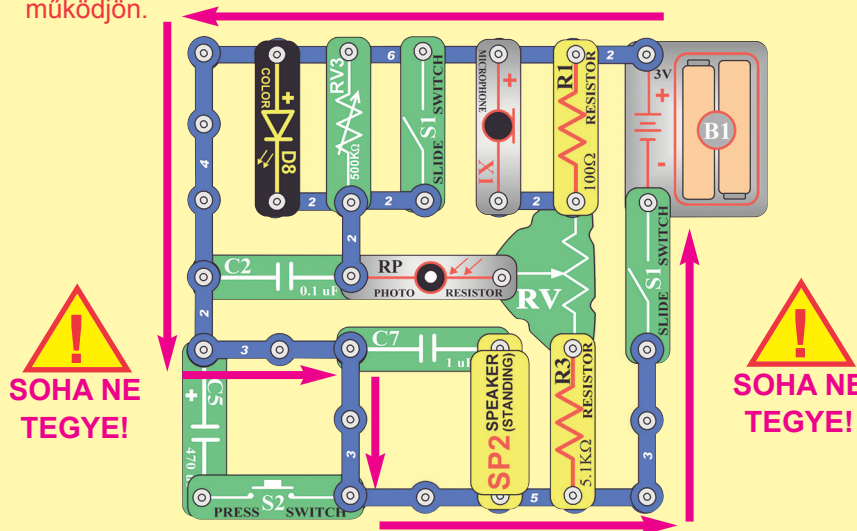 működjön.
6
2
COLOR
+
D8
RV3
500KΩ
S1
SLIDE SWITCH
MICROPHONE
+
X1
R1
RESISTOR
100Ω
3V
+
-
B1
4
2
2
2
2
C2
0.1 uF
RP
PHOTO RESISTOR
RV
S1
SLIDE SWITCH
2
3
C7
1 u
SOHA NE
TEGYE!
C5
+
470
3
SP2 SPEAKER
(STANDING)
R3
RESISTOR
5.1KΩ
3
S2
PRESS SWITCH
5
!
SOHA NE
TEGYE!
!